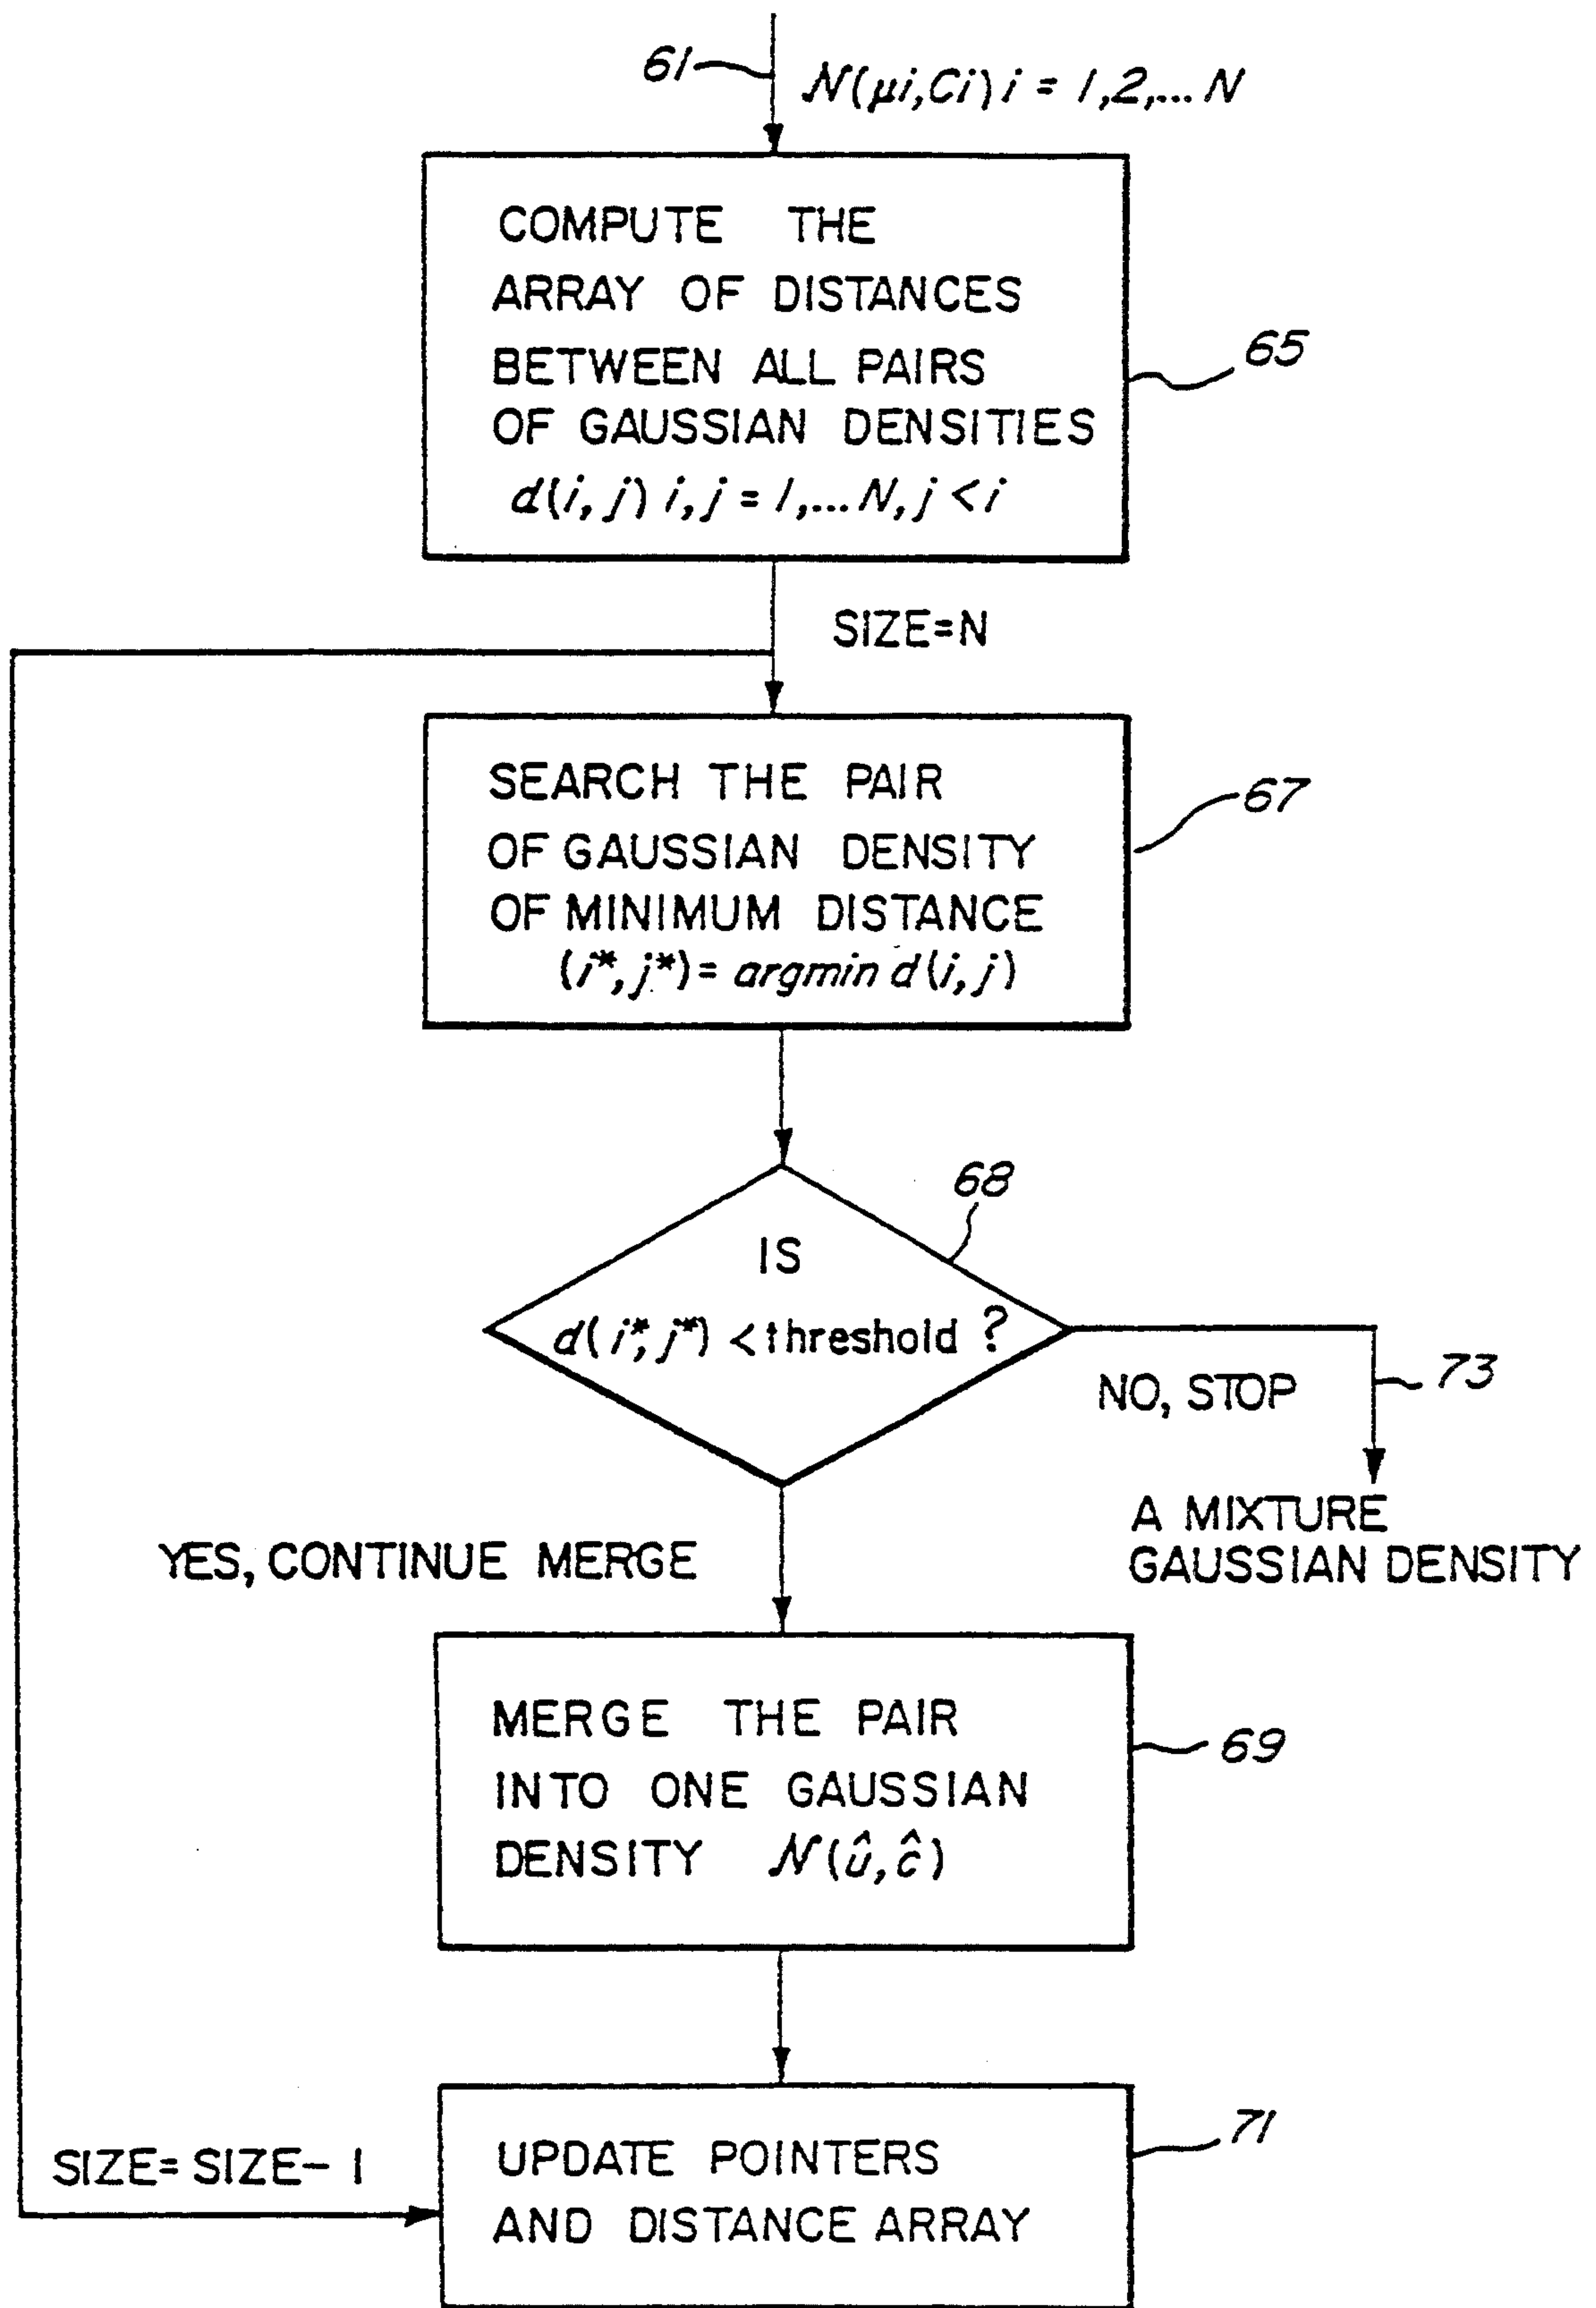 61
𝒩(μi,Ci) i = 1,2,... N
COMPUTE THE
ARRAY OF DISTANCES
BETWEEN ALL PAIRS
OF GAUSSIAN DENSITIES
d(i, j) i, j = 1,... N, j < i
65
SIZE=N
SEARCH THE PAIR
OF GAUSSIAN DENSITY
OF MINIMUM DISTANCE
(i*, j*) = argmin d(i, j)
67
68
IS
d(i*, j*) < threshold ?
73
NO, STOP
A MIXTURE
GAUSSIAN DENSITY
YES, CONTINUE MERGE
MERGE THE PAIR
INTO ONE GAUSSIAN
DENSITY 𝒩(û, ĉ)
69
71
SIZE= SIZE- 1
UPDATE POINTERS
AND DISTANCE ARRAY